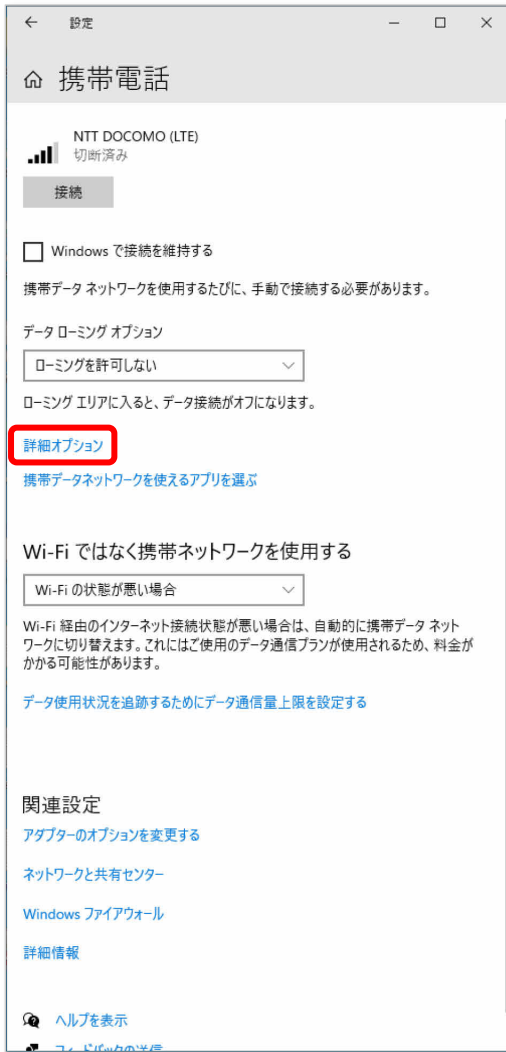 設定
携帯電話
NTT DOCOMO (LTE)
切断済み
接続
Windows で接続を維持する
携帯データ ネットワークを使用するたびに、手動で接続する必要があります。
データ ローミング オプション
ローミングを許可しない
ローミング エリアに入ると、データ接続がオフになります。
詳細オプション
携帯データネットワークを使えるアプリを選ぶ
Wi-Fi ではなく携帯ネットワークを使用する
Wi-Fi の状態が悪い場合
Wi-Fi 経由のインターネット接続状態が悪い場合は、自動的に携帯データ ネット
ワークに切り替えます。これにはご使用のデータ通信プランが使用されるため、料金が
かかる可能性があります。
データ使用状況を追跡するためにデータ通信量上限を設定する
関連設定
アダプターのオプションを変更する
ネットワークと共有センター
Windows ファイアウォール
詳細情報
ヘルプを表示
フィードバックの送信